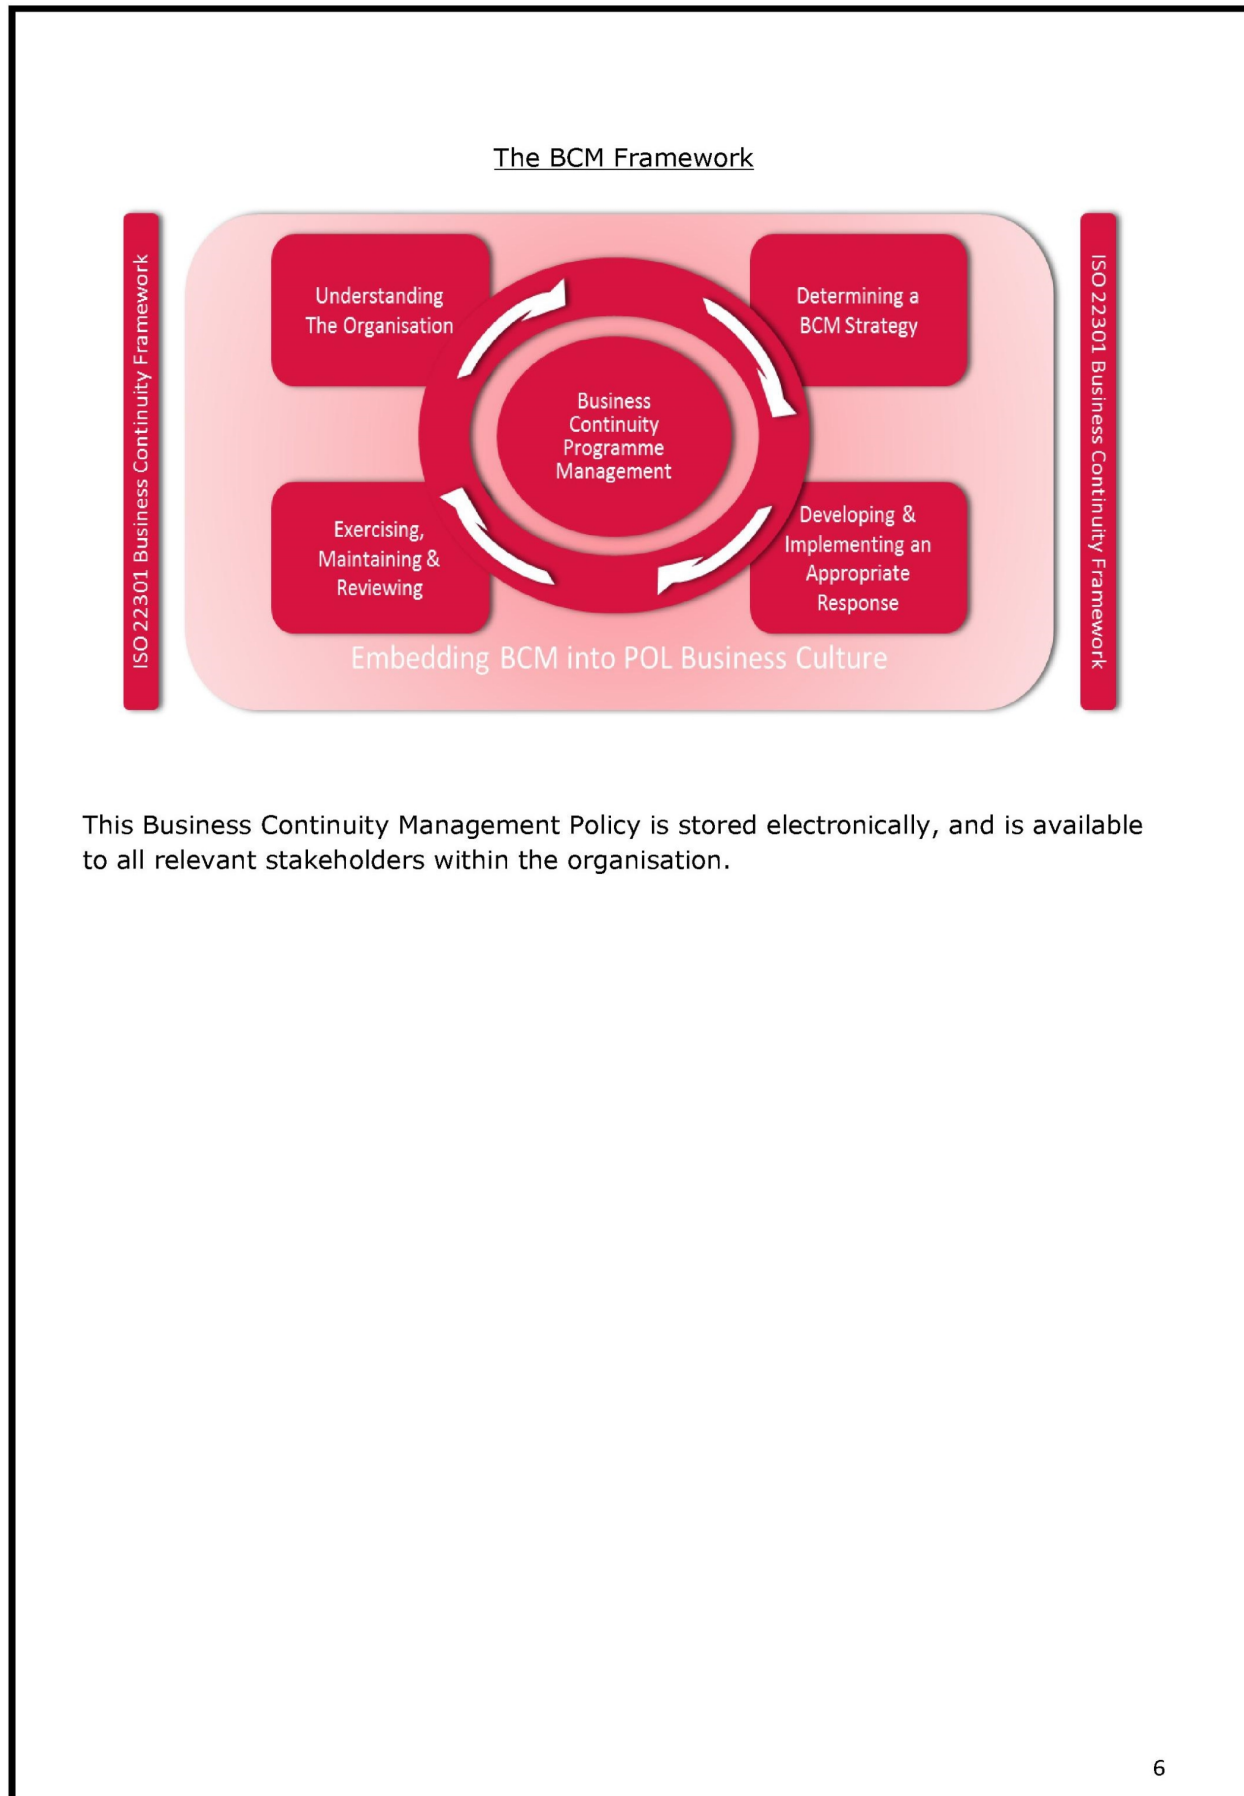 The BCM Framework
ISO 22301 Business Continuity Framework
Understanding
The Organisation
Determining a
BCM Strategy
Business
Continuity
Programme
Management
Exercising,
Maintaining &
Reviewing
Developing &
Implementing an
Appropriate
Response
Embedding BCM into POL Business Culture
ISO 22301 Business Continuity Framework
This Business Continuity Management Policy is stored electronically, and is available
to all relevant stakeholders within the organisation.
6